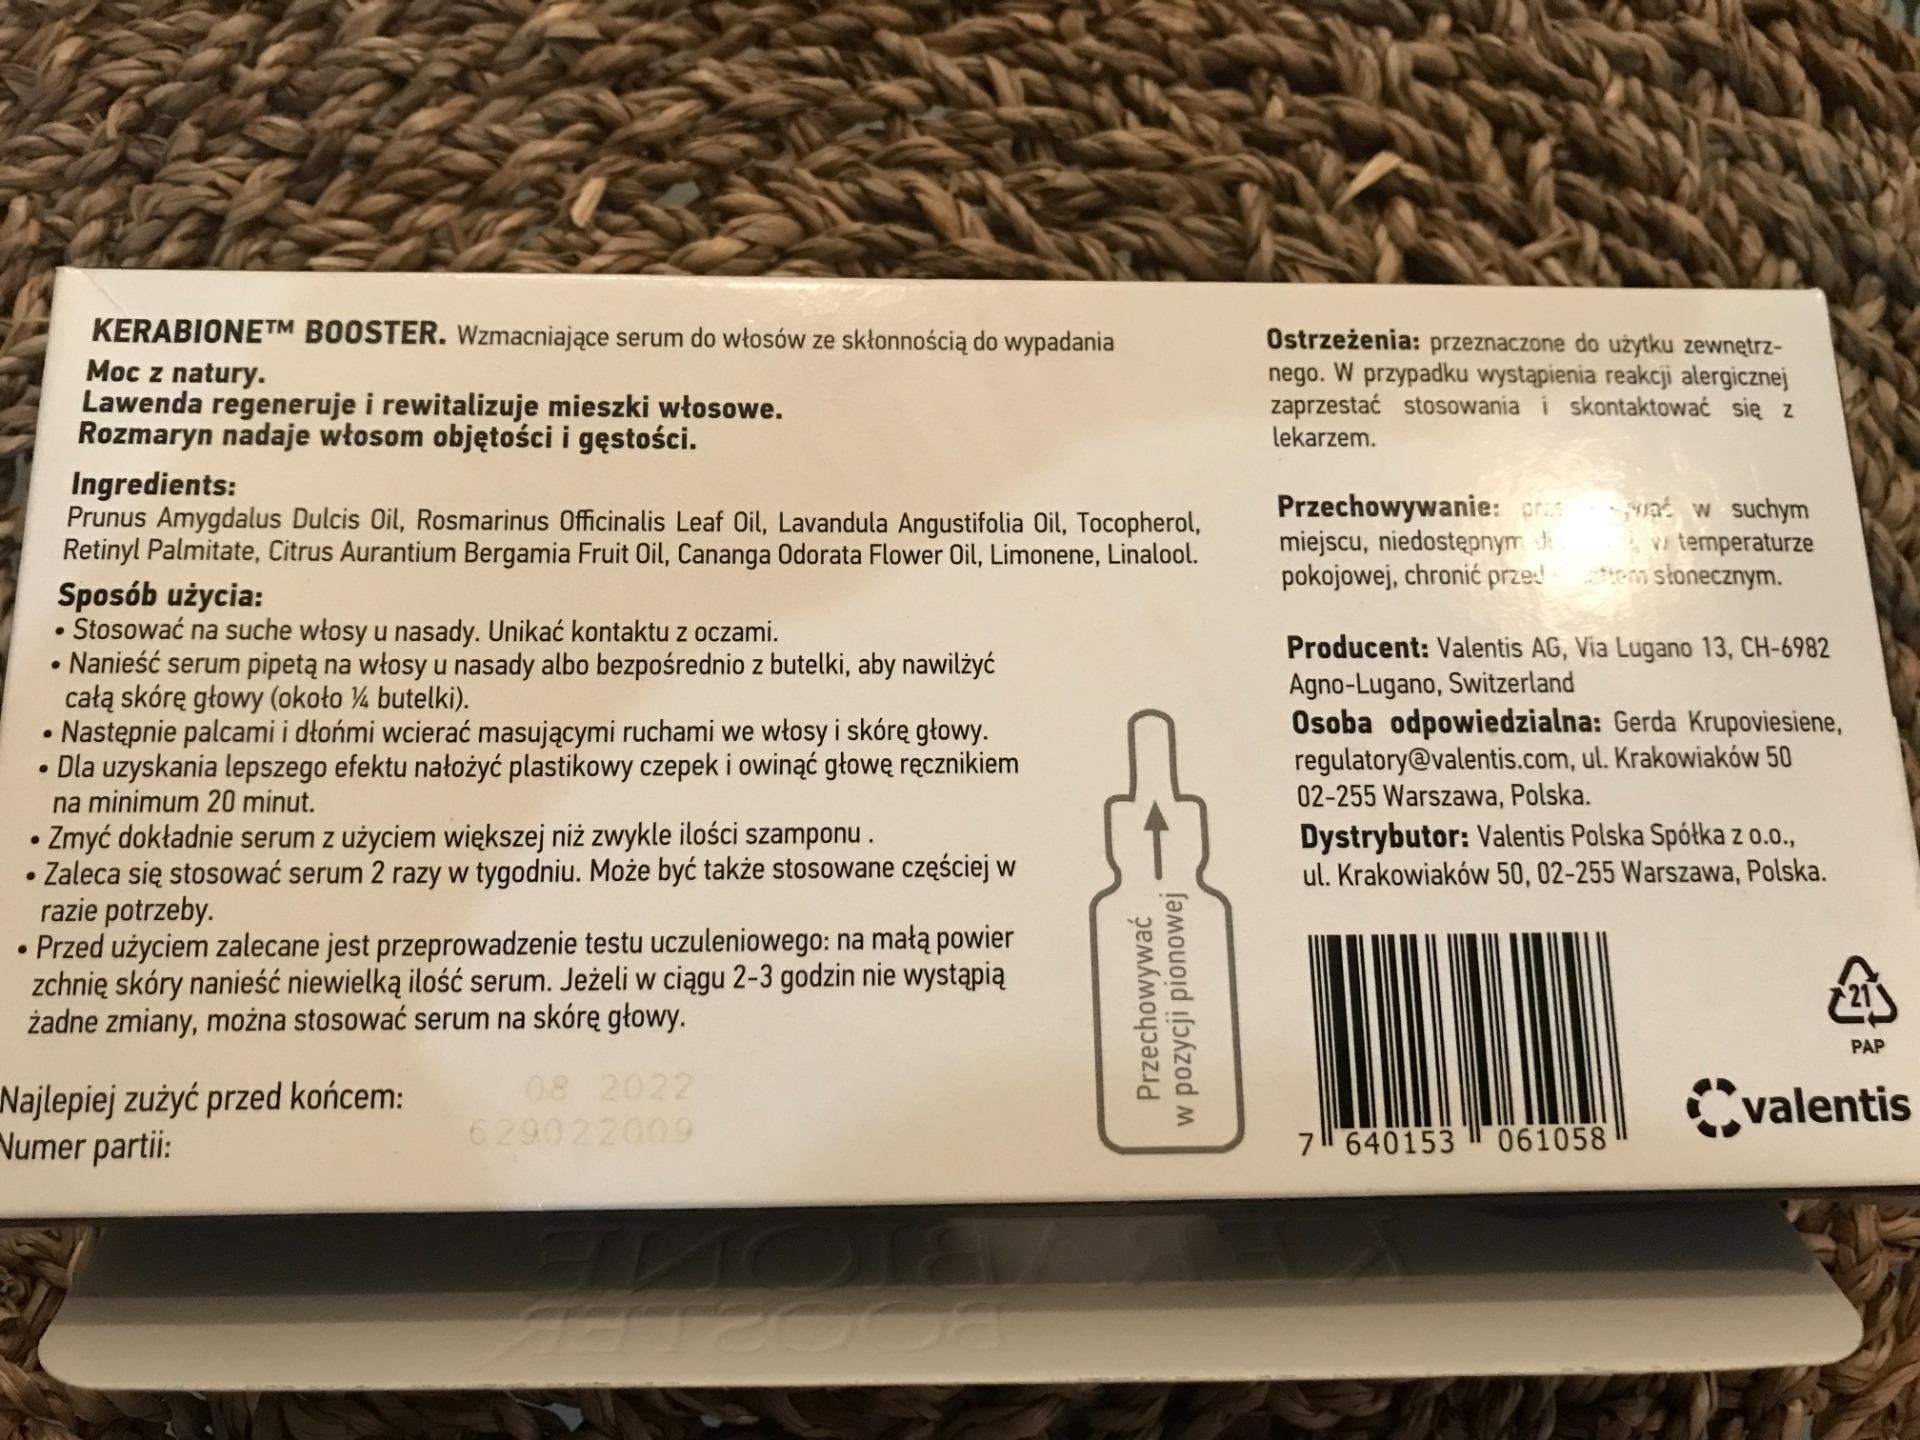 KERABIONE™ BOOSTER. Wzmacniające serum do włosów ze skłonnością do wypadania
Moc z natury.
Lawenda regeneruje i rewitalizuje mieszki włosowe.
Rozmaryn nadaje włosom objętości i gęstości.
Ingredients:
Prunus Amygdalus Dulcis Oil, Rosmarinus Officinalis Leaf Oil, Lavandula Angustifolia Oil, Tocopherol,
Retinyl Palmitate, Citrus Aurantium Bergamia Fruit Oil, Cananga Odorata Flower Oil, Limonene, Linalool.
Sposób użycia:
• Stosować na suche włosy u nasady. Unikać kontaktu z oczami.
• Nanieść serum pipetą na włosy u nasady albo bezpośrednio z butelki, aby nawilżyć
całą skórę głowy (około ¼ butelki).
• Następnie palcami i dłońmi wcierać masującymi ruchami we włosy i skórę głowy.
• Dla uzyskania lepszego efektu nałożyć plastikowy czepek i owinąć głowę ręcznikiem
na minimum 20 minut.
• Zmyć dokładnie serum z użyciem większej niż zwykle ilości szamponu .
• Zaleca się stosować serum 2 razy w tygodniu. Może być także stosowane częściej w
razie potrzeby.
• Przed użyciem zalecane jest przeprowadzenie testu uczuleniowego: na małą powier
zchnię skóry nanieść niewielką ilość serum. Jeżeli w ciągu 2-3 godzin nie wystąpią
żadne zmiany, można stosować serum na skórę głowy.
Najlepiej zużyć przed końcem: 08 2022
Numer partii: 629022009
Przechowywać
w pozycji pionowej
Ostrzeżenia: przeznaczone do użytku zewnętrz-
nego. W przypadku wystąpienia reakcji alergicznej
zaprzestać stosowania i skontaktować się z
lekarzem.
Przechowywanie: w suchym
miejscu, niedostępnym w temperaturze
pokojowej, chronić przed słonecznym.
Producent: Valentis AG, Via Lugano 13, CH-6982
Agno-Lugano, Switzerland
Osoba odpowiedzialna: Gerda Krupoviesiene,
regulatory@valentis.com, ul. Krakowiaków 50
02-255 Warszawa, Polska.
Dystrybutor: Valentis Polska Spółka z o.o.,
ul. Krakowiaków 50, 02-255 Warszawa, Polska.
7 640153 061058
21
PAP
valentis
KERABIONE
BOOSTER